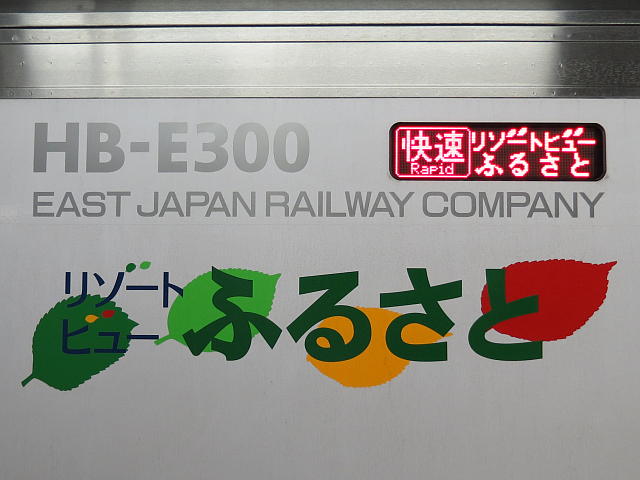 HB-E300
快速
Rapid
リゾートビュー
ふるさと
EAST JAPAN RAILWAY COMPANY
リゾート
ビュー
ふるさと